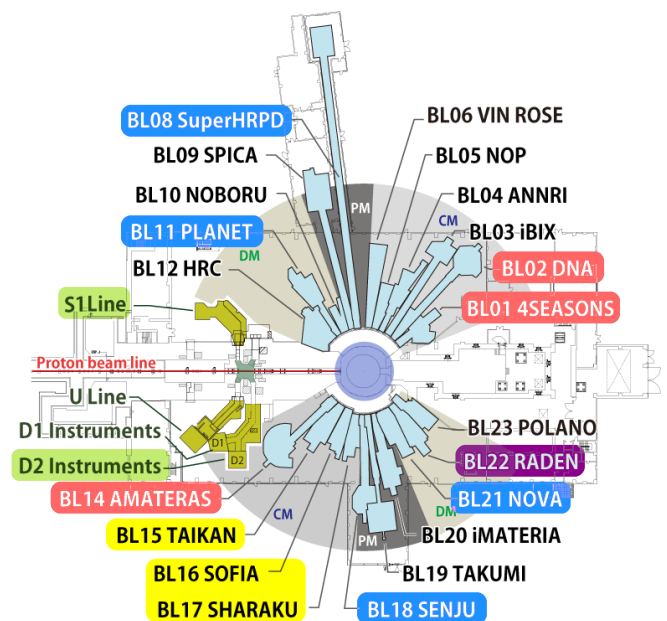 BL08 SuperHRPD
BL06 VIN ROSE
BL09 SPICA
BL05 NOP
BL10 NOBORU
BL04 ANNRI
PM
CM
BL11 PLANET
BL03 iBIX
DM
BL12 HRC
BL02 DNA
S1Line
BL01 4SEASONS
Proton beam line
U Line
D1 Instruments
D1
BL23 POLANO
D2 Instruments
D2
BL22 RADEN
BL14 AMATERAS
BL21 NOVA
CM
DM
BL15 TAIKAN
BL20 iMATERIA
PM
BL16 SOFIA
BL19 TAKUMI
BL17 SHARAKU
BL18 SENJU